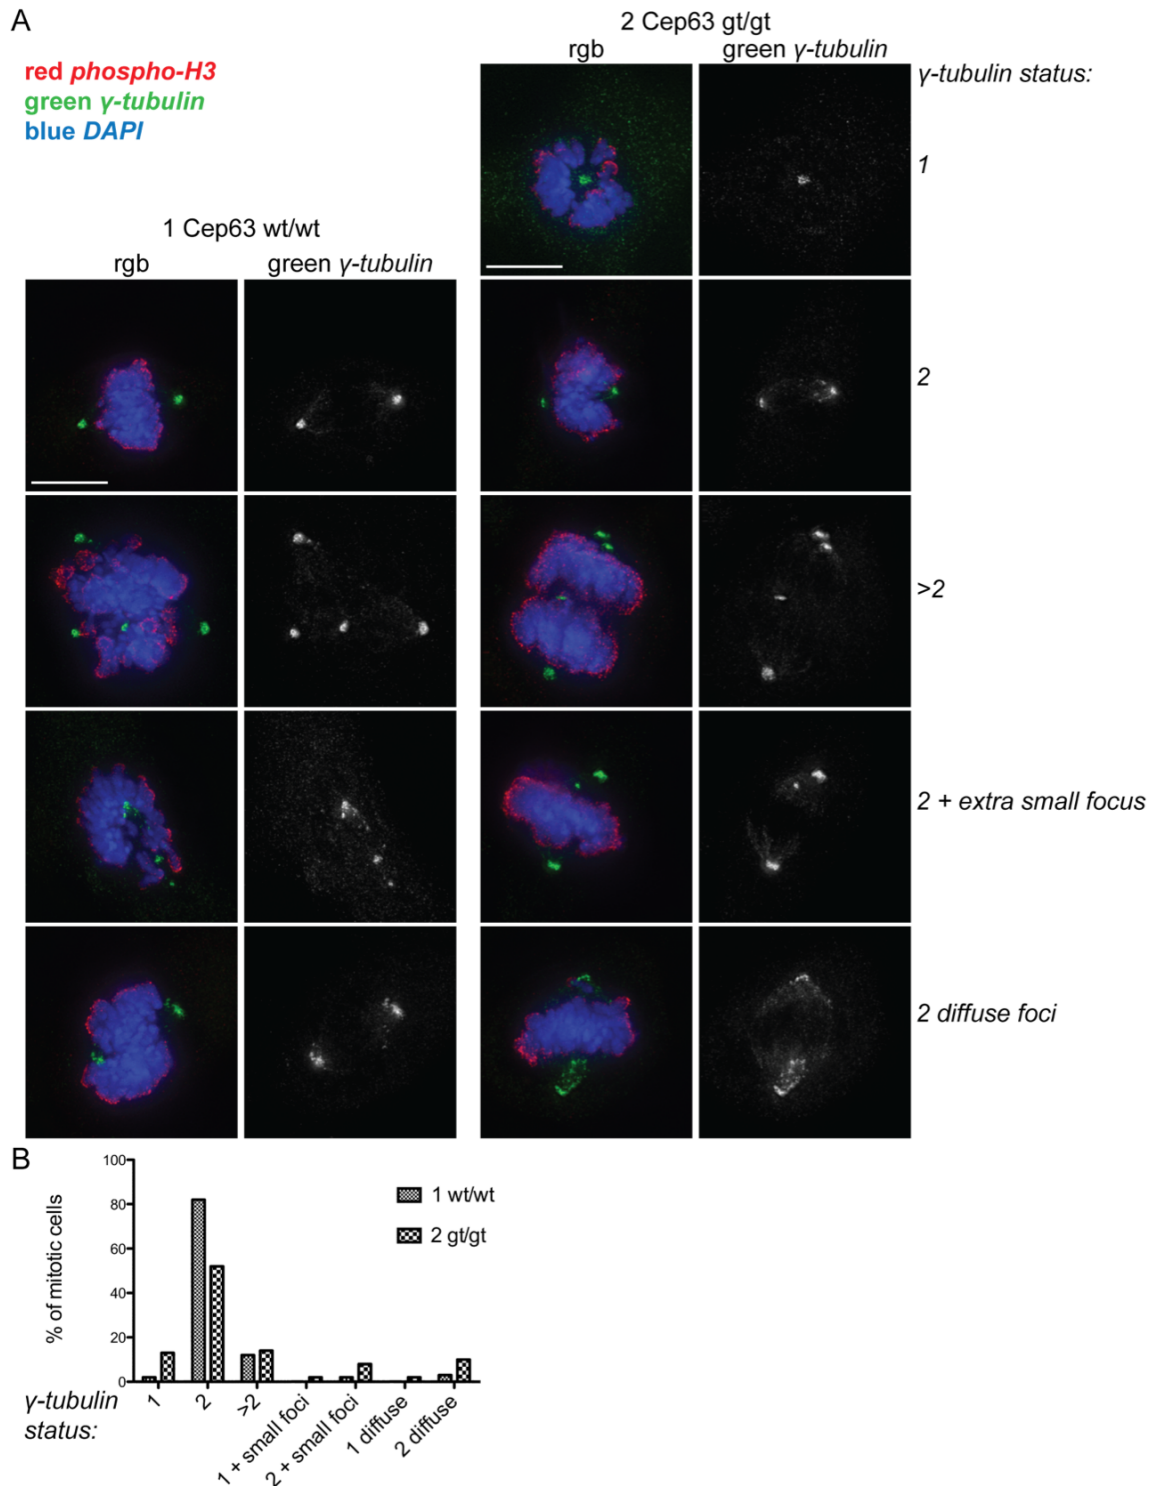 A
red phospho-H3
green γ-tubulin
blue DAPI
2 Cep63 gt/gt
rgb green γ-tubulin
γ-tubulin status:
1
1 Cep63 wt/wt
rgb green γ-tubulin
2
>2
2 + extra small focus
2 diffuse foci
B
% of mitotic cells
100
80
60
40
20
0
1 wt/wt
2 gt/gt
γ-tubulin
status:
1
2
>2
1 + small foci
2 + small foci
1 diffuse
2 diffuse